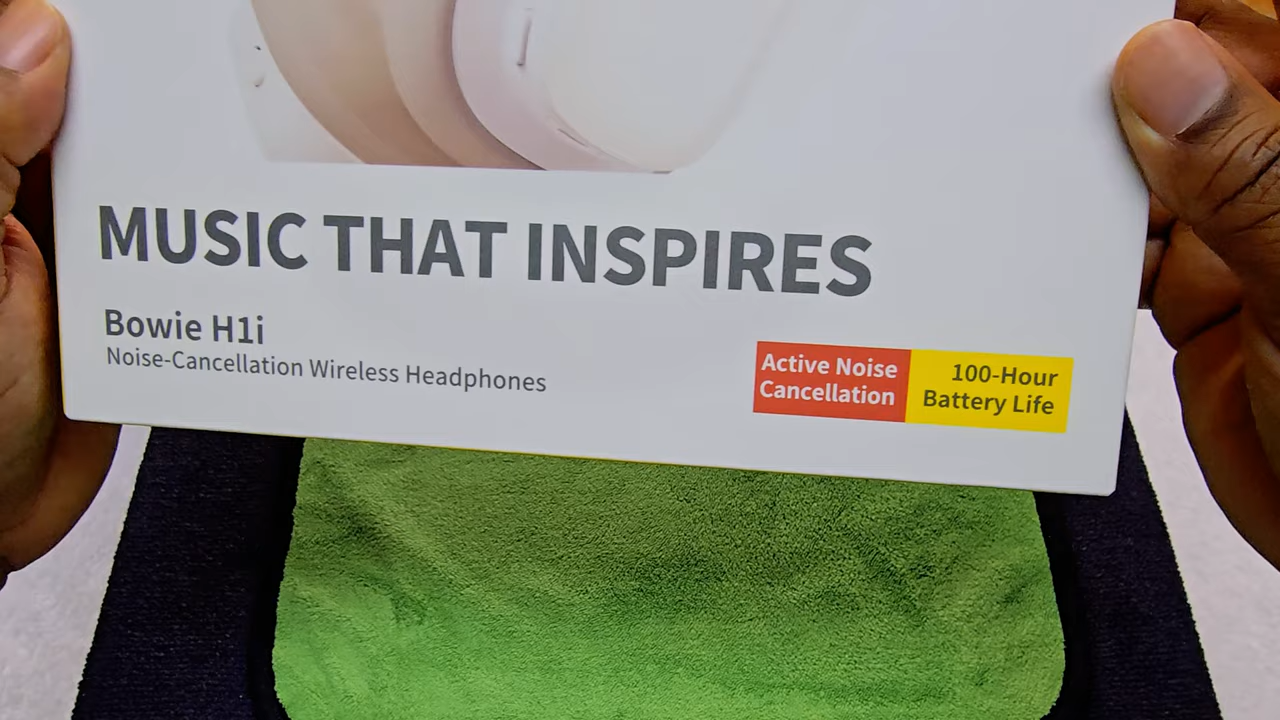 MUSIC THAT INSPIRES
Bowie H1i
Noise-Cancellation Wireless Headphones
Active Noise
Cancellation
100-Hour
Battery Life